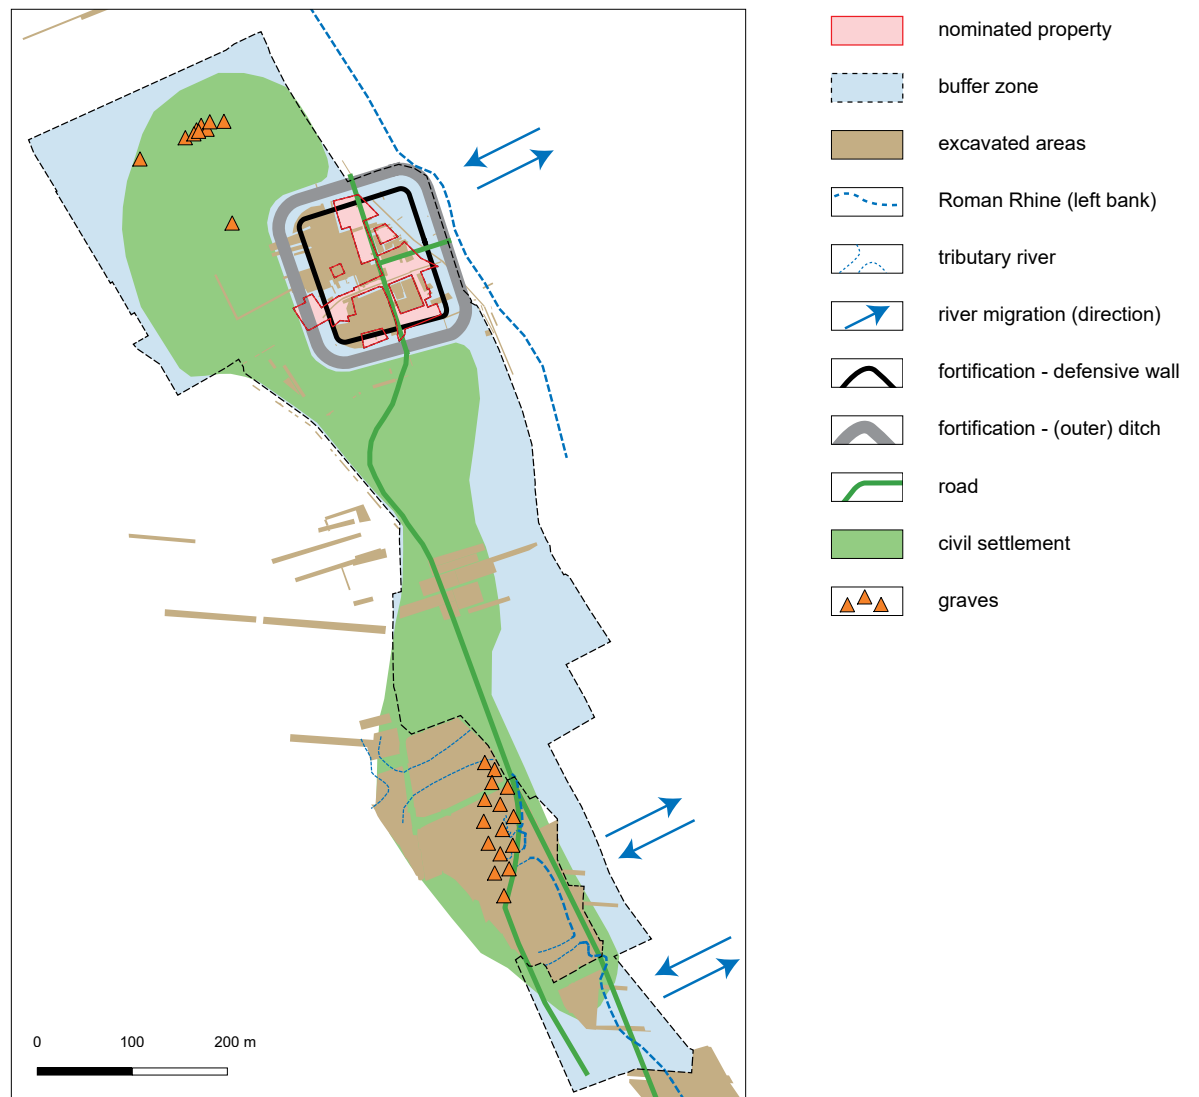 nominated property
buffer zone
excavated areas
Roman Rhine (left bank)
tributary river
river migration (direction)
fortification - defensive wall
fortification - (outer) ditch
road
civil settlement
graves
0 100 200 m